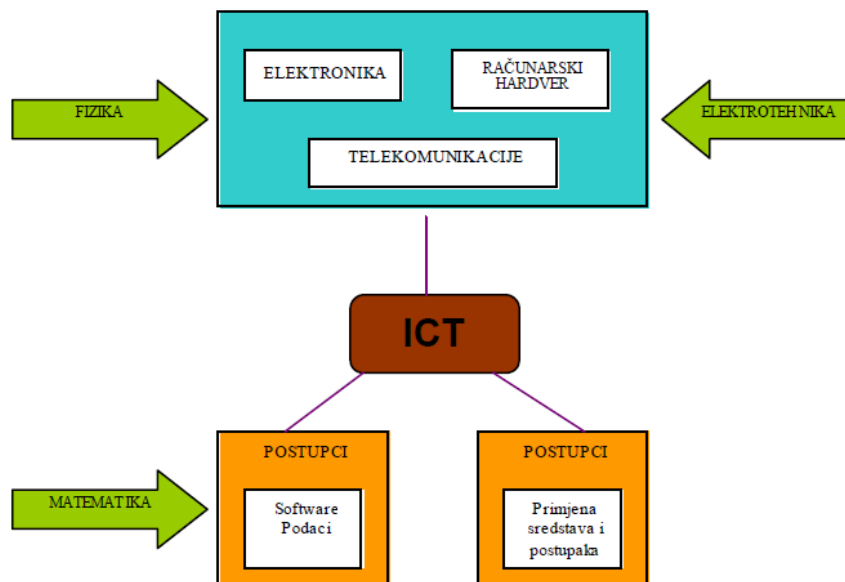 ELEKTRONIKA
RAČUNARSKI
HARDVER
FIZIKA
ELEKTROTEHNIKA
TELEKOMUNIKACIJE
ICT
POSTUPCI
POSTUPCI
MATEMATIKA
Software
Podaci
Primjena
sredstava i
postupaka